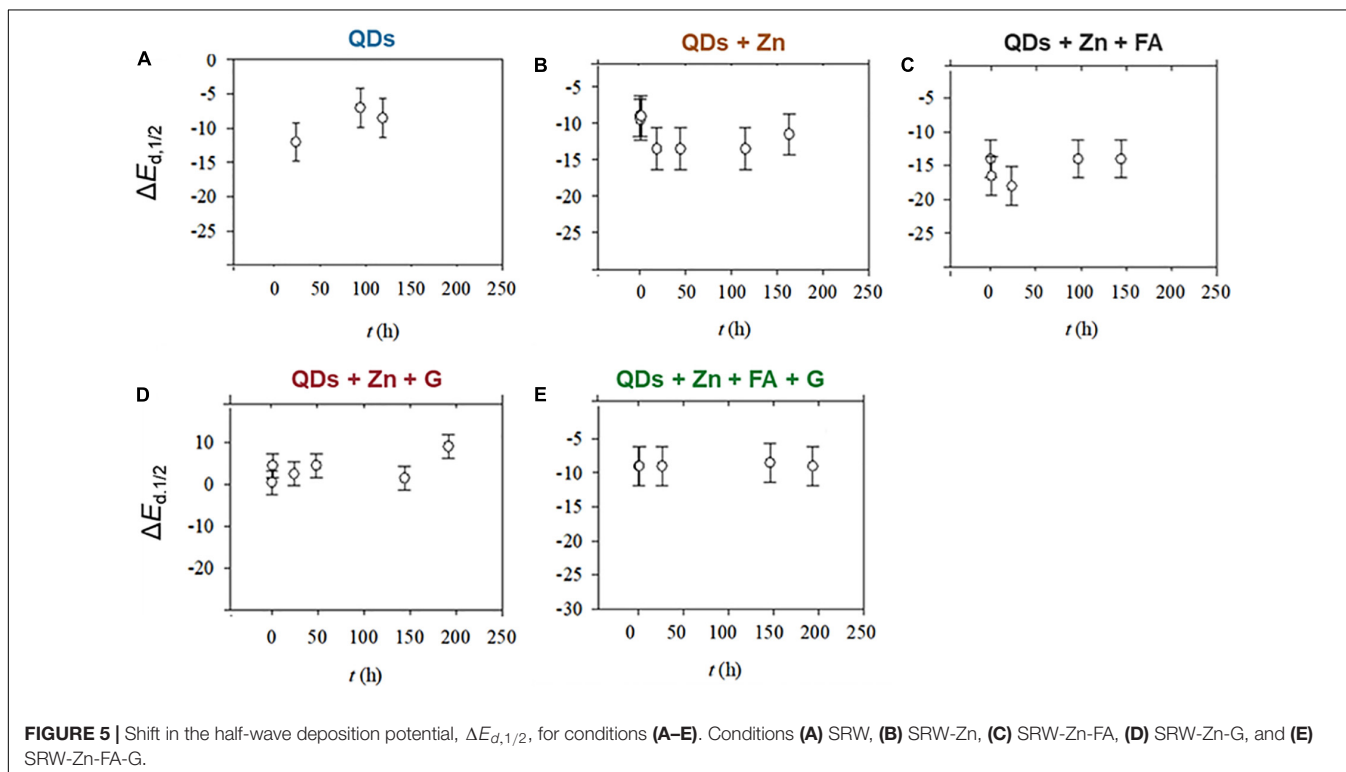 QDs
A
0
-5
-10
-15
-20
-25
ΔE d,1/2
0 50 100 150 200 250
t (h)
QDs + Zn
B
-5
-10
-15
-20
-25
0 50 100 150 200 250
t (h)
QDs + Zn + FA
C
-5
-10
-15
-20
-25
0 50 100 150 200 250
t (h)
QDs + Zn + G
D
10
0
-10
-20
ΔE d.1/2
0 50 100 150 200 250
t (h)
QDs + Zn + FA + G
E
-5
-10
-15
-20
-25
-30
0 50 100 150 200 250
t (h)
FIGURE 5 | Shift in the half-wave deposition potential, ΔE d,1/2, for conditions (A–E). Conditions (A) SRW, (B) SRW-Zn, (C) SRW-Zn-FA, (D) SRW-Zn-G, and (E)
SRW-Zn-FA-G.